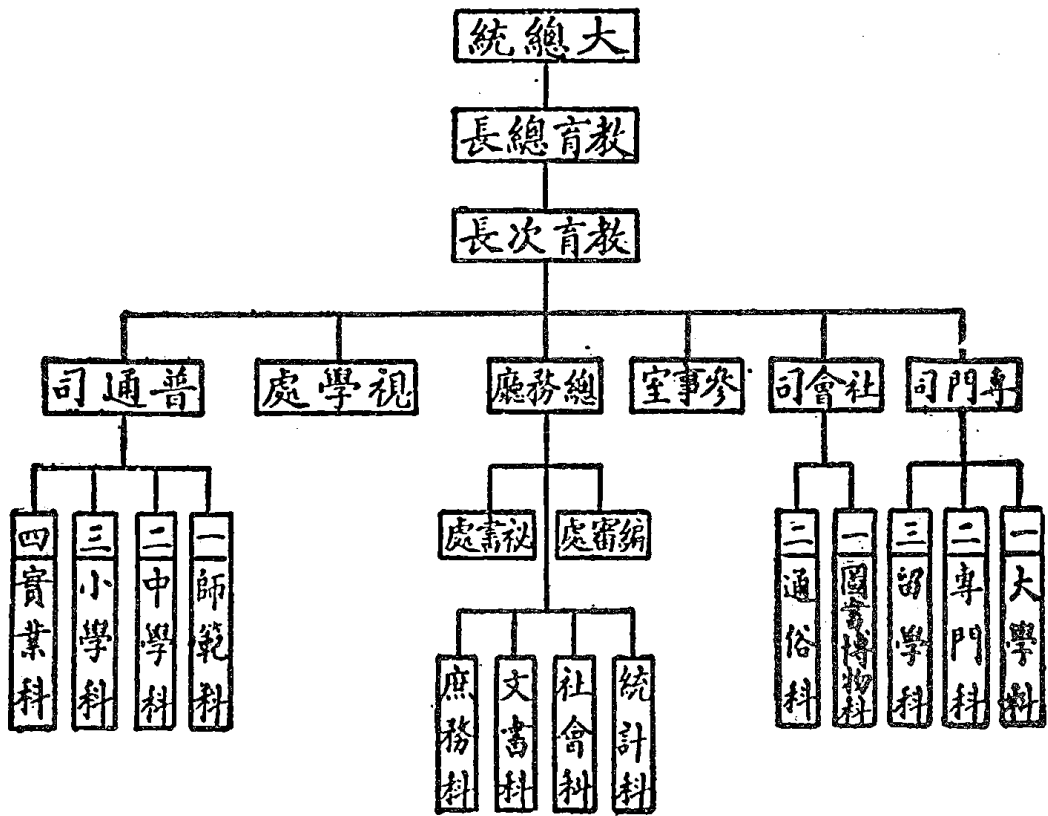 大總統
教育總長
教育次長
專門司
社會司
參事室
總務廳
視學處
普通司
一大學科
二專門科
三留學科
一圖書博物科
二通俗科
編審處
祕書處
統計科
社會科
文書科
庶務科
一師範科
二中學科
三小學科
四實業科